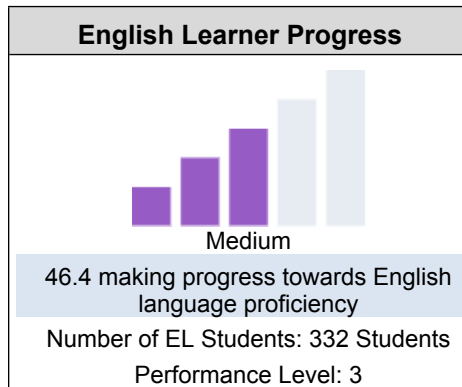 English Learner Progress
Medium
46.4 making progress towards English
language proficiency
Number of EL Students: 332 Students
Performance Level: 3